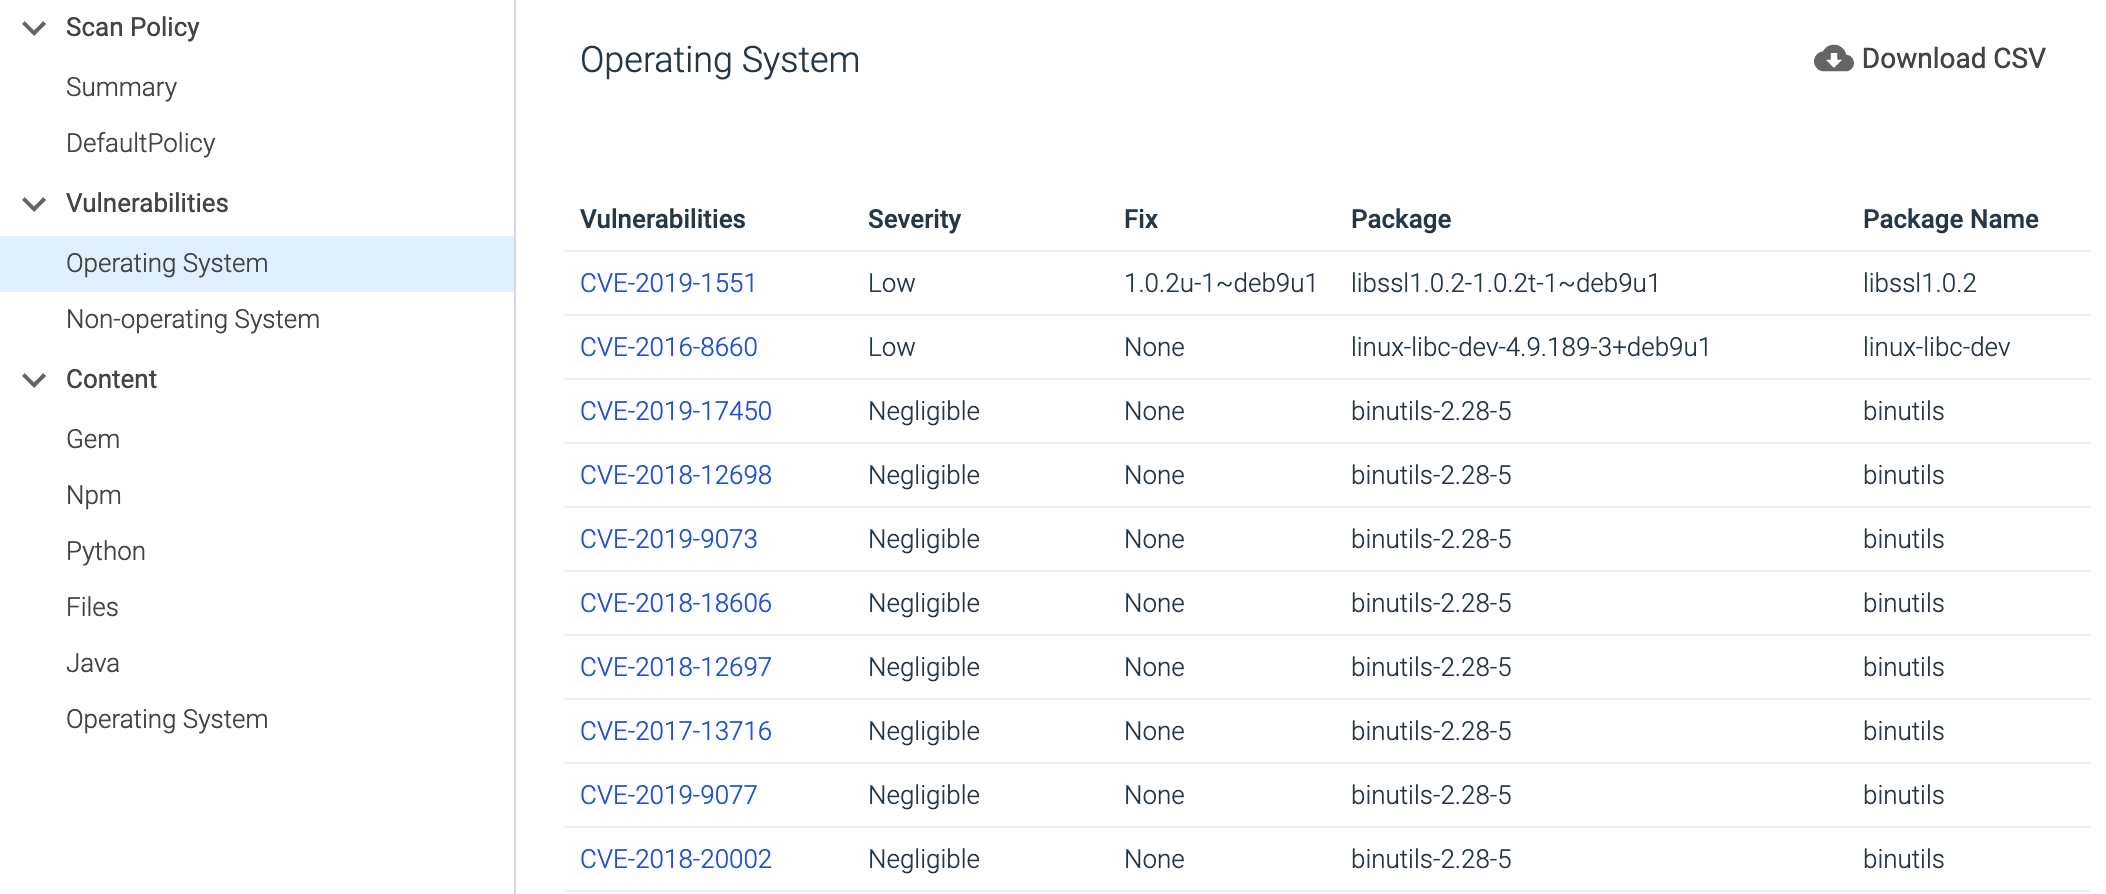 Scan Policy
Summary
DefaultPolicy
Vulnerabilities
Operating System
Non-operating System
Content
Gem
Npm
Python
Files
Java
Operating System
Operating System
Download CSV
Vulnerabilities Severity Fix Package Package Name
CVE-2019-1551 Low 1.0.2u-1~deb9u1 libssl1.0.2-1.0.2t-1~deb9u1 libssl1.0.2
CVE-2016-8660 Low None linux-libc-dev-4.9.189-3+deb9u1 linux-libc-dev
CVE-2019-17450 Negligible None binutils-2.28-5 binutils
CVE-2018-12698 Negligible None binutils-2.28-5 binutils
CVE-2019-9073 Negligible None binutils-2.28-5 binutils
CVE-2018-18606 Negligible None binutils-2.28-5 binutils
CVE-2018-12697 Negligible None binutils-2.28-5 binutils
CVE-2017-13716 Negligible None binutils-2.28-5 binutils
CVE-2019-9077 Negligible None binutils-2.28-5 binutils
CVE-2018-20002 Negligible None binutils-2.28-5 binutils